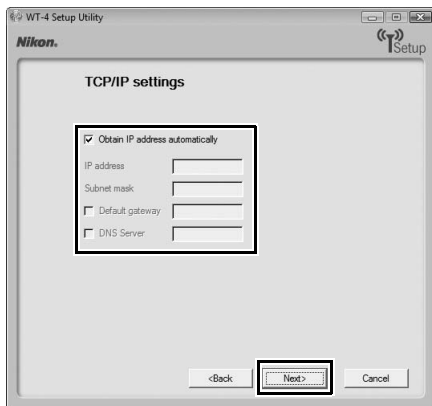 WT-4 Setup Utility
Nikon.
Setup
TCP/IP settings
Obtain IP address automatically
IP address
Subnet mask
Default gateway
DNS Server
<Back Next> Cancel